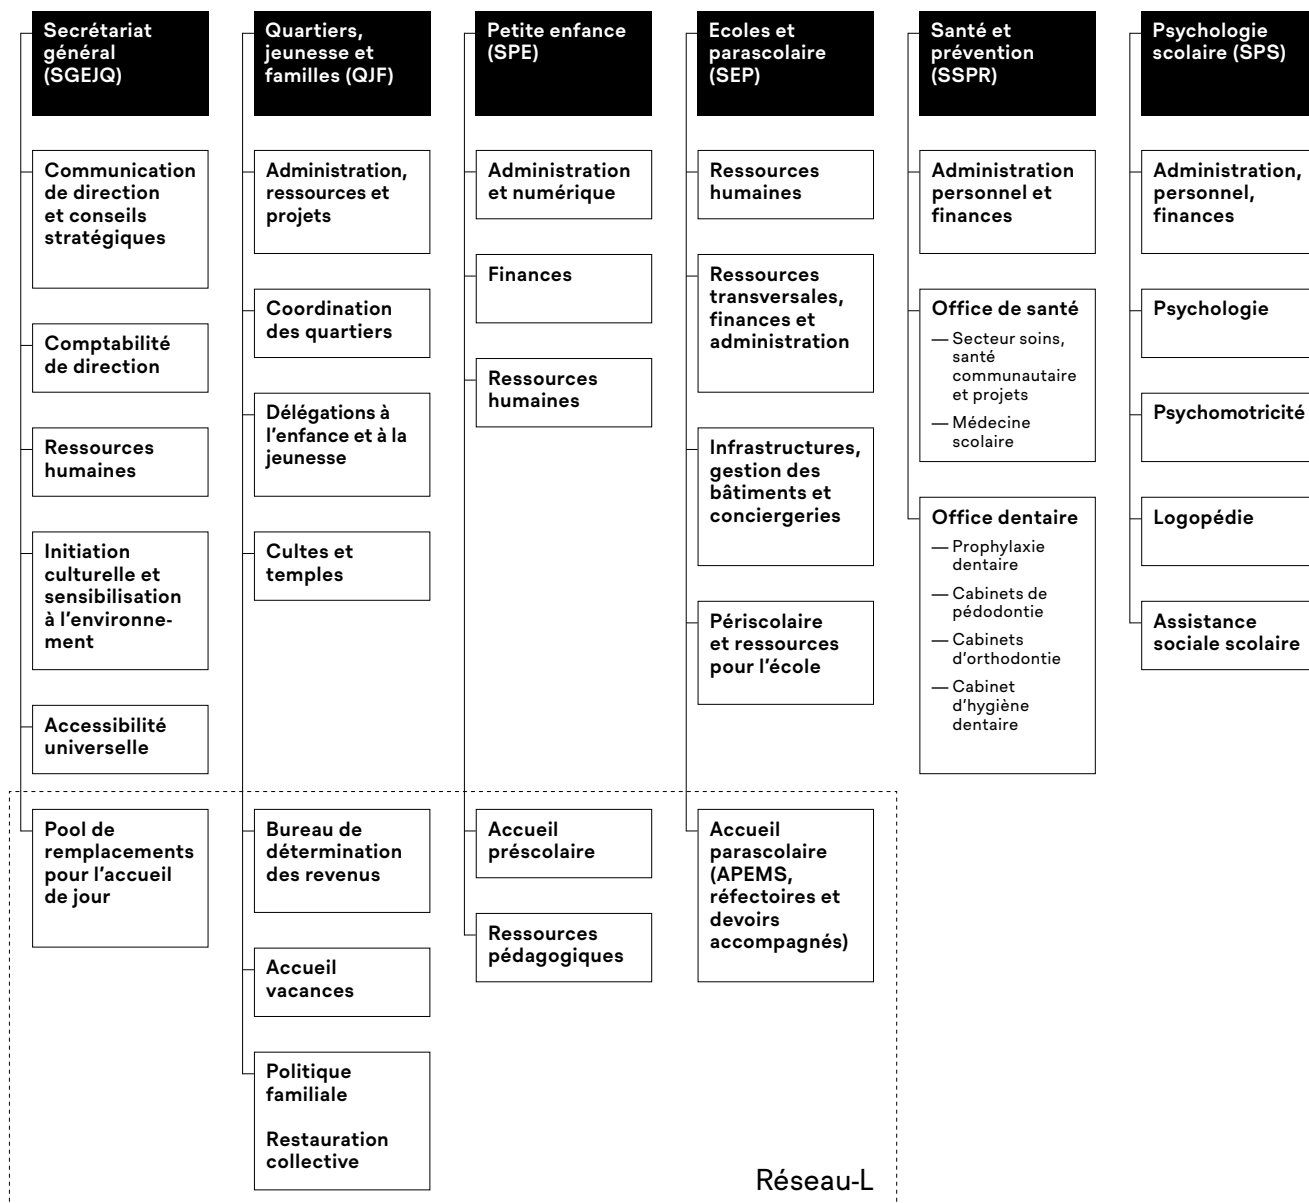 Secrétariat
général
(SGEJQ)
Communication
de direction
et conseils
stratégiques
Comptabilité
de direction
Ressources
humaines
Initiation
culturelle et
sensibilisation
à l'environne-
ment
Accessibilité
universelle
Pool de
remplacements
pour l'accueil
de jour
Quartiers,
jeunesse et
familles (QJF)
Administration,
ressources et
projets
Coordination
des quartiers
Délégations à
l'enfance et à la
jeunesse
Cultes et
temples
Bureau de
détermination
des revenus
Accueil
vacances
Politique
familiale
Restauration
collective
Petite enfance
(SPE)
Administration
et numérique
Finances
Ressources
humaines
Accueil
préscolaire
Ressources
pédagogiques
Ecoles et
parascolaire
(SEP)
Ressources
humaines
Ressources
transversales,
finances et
administration
Infrastructures,
gestion des
bâtiments et
conciergeries
Périscolaire
et ressources
pour l'école
Accueil
parascolaire
(APEMS,
réfectoires et
devoirs
accompagnés)
Santé et
prévention
(SSPR)
Administration
personnel et
finances
Office de santé
— Secteur soins,
santé
communautaire
et projets
— Médecine
scolaire
Office dentaire
— Prophylaxie
dentaire
— Cabinets de
pédodontie
— Cabinets
d'orthodontie
— Cabinet
d'hygiène
dentaire
Psychologie
scolaire (SPS)
Administration,
personnel,
finances
Psychologie
Psychomotricité
Logopédie
Assistance
sociale scolaire
Réseau-L